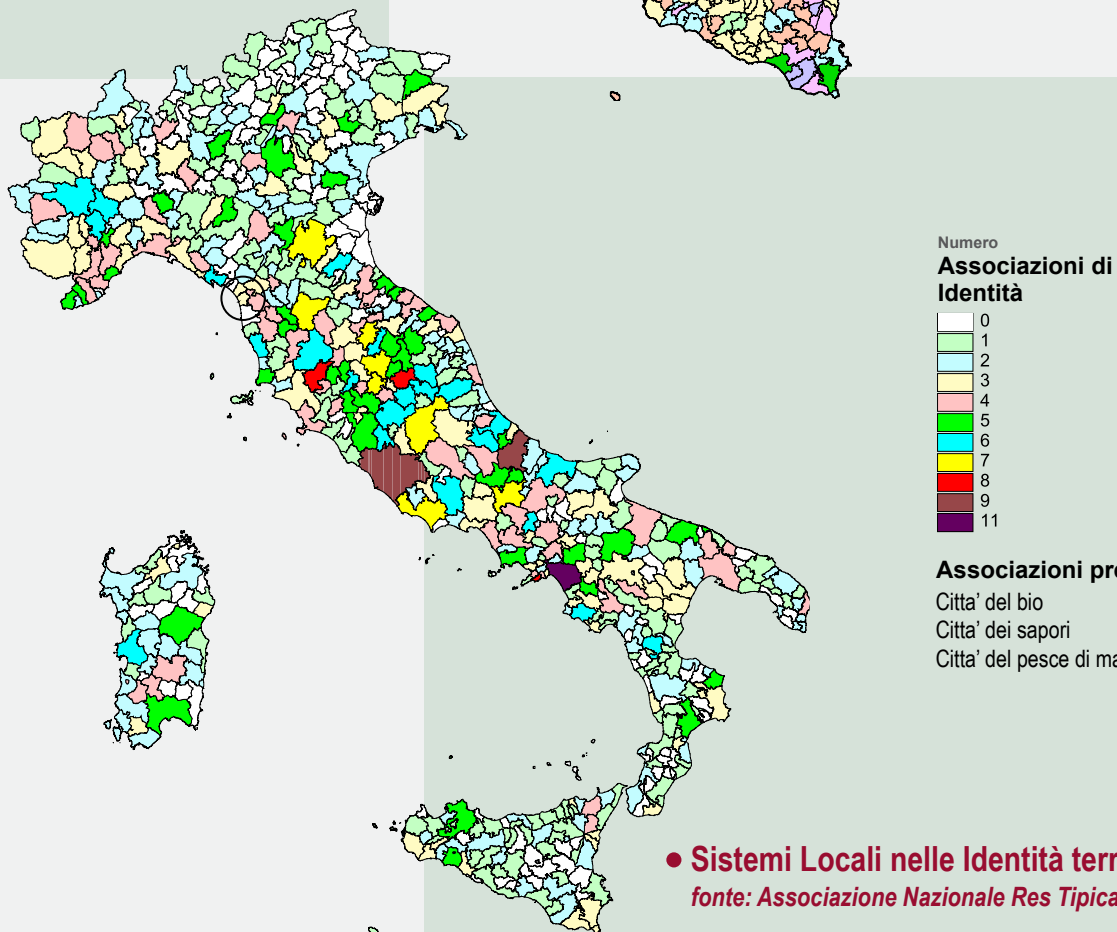 Numero
Associazioni di
Identità
0
1
2
3
4
5
6
7
8
9
11
Associazioni pr
Citta' del bio
Citta' dei sapori
Citta' del pesce di ma
• Sistemi Locali nelle Identità terr
fonte: Associazione Nazionale Res Tipica